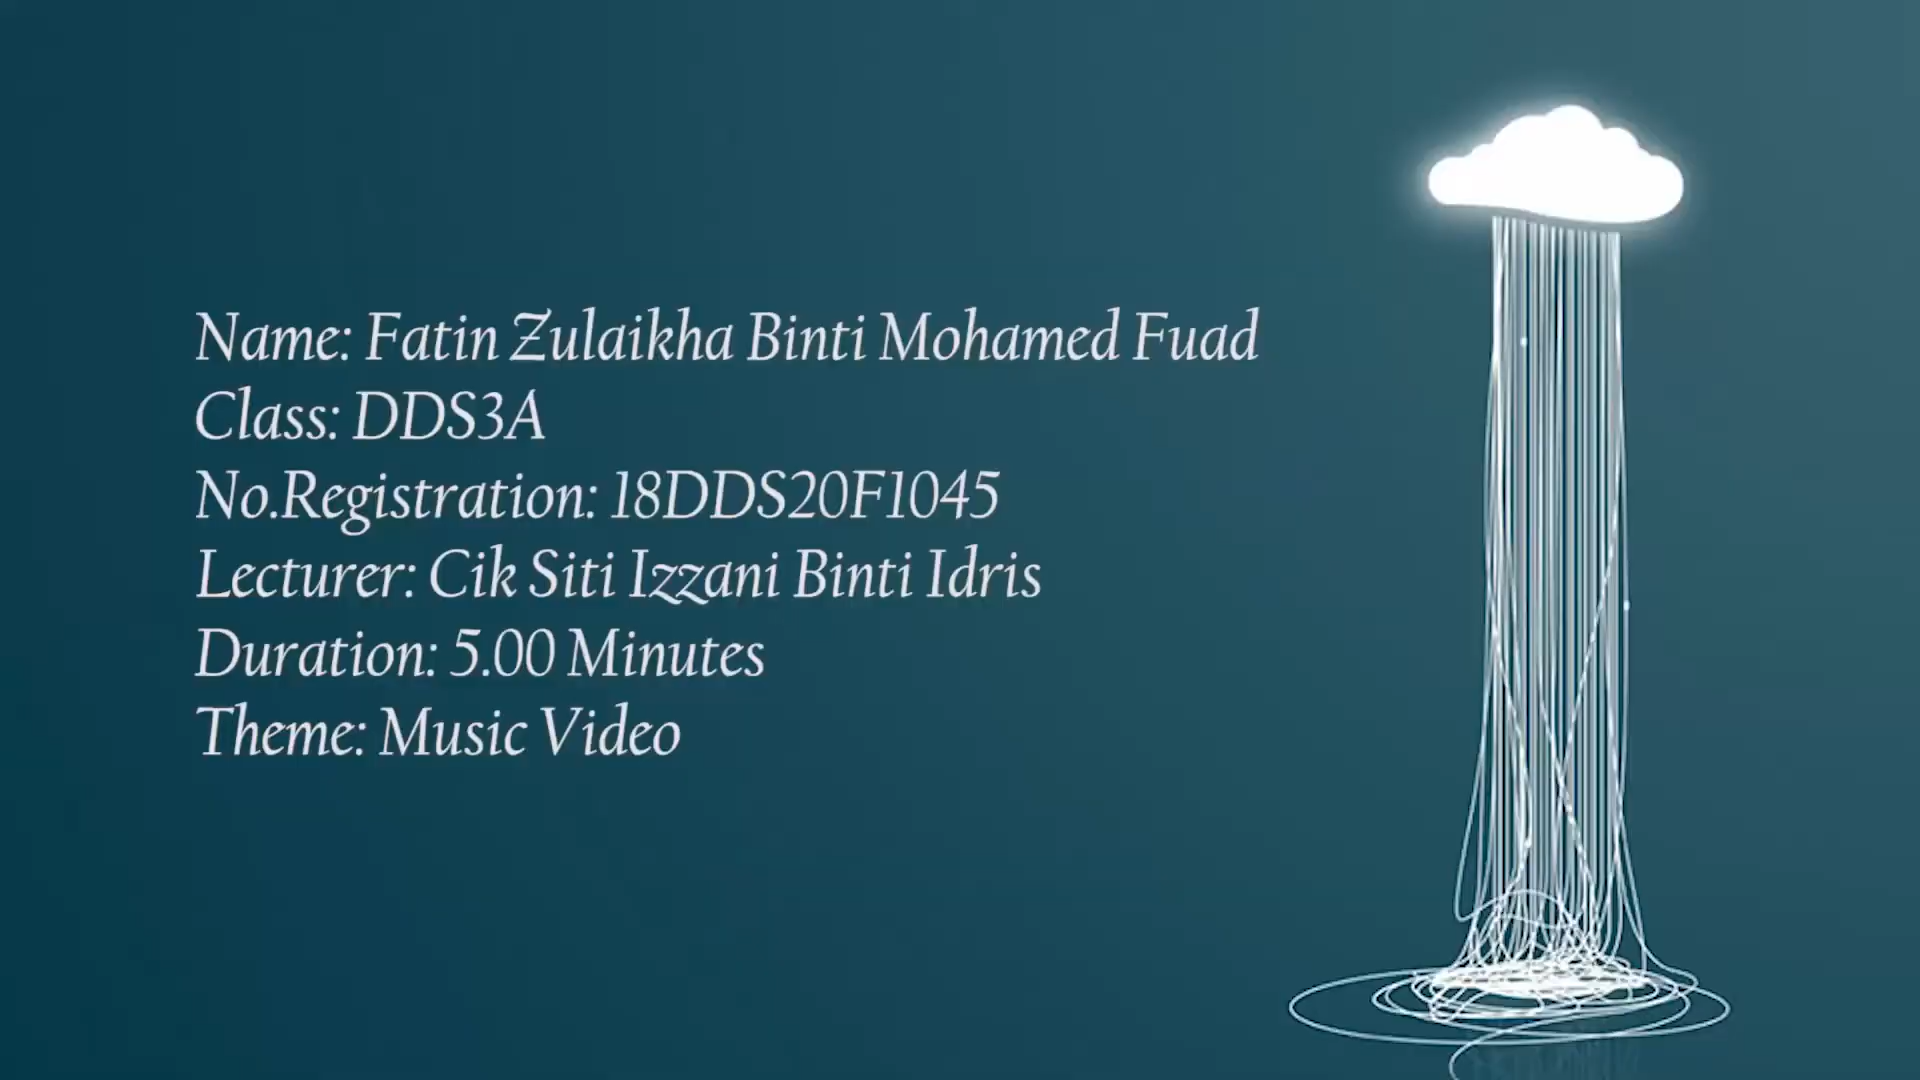 Name: Fatin Zulaikha Binti Mohamed Fuad
Class: DDS3A
No.Registration: 18DDS20F1045
Lecturer: Cik Siti Izzani Binti Idris
Duration: 5.00 Minutes
Theme: Music Video